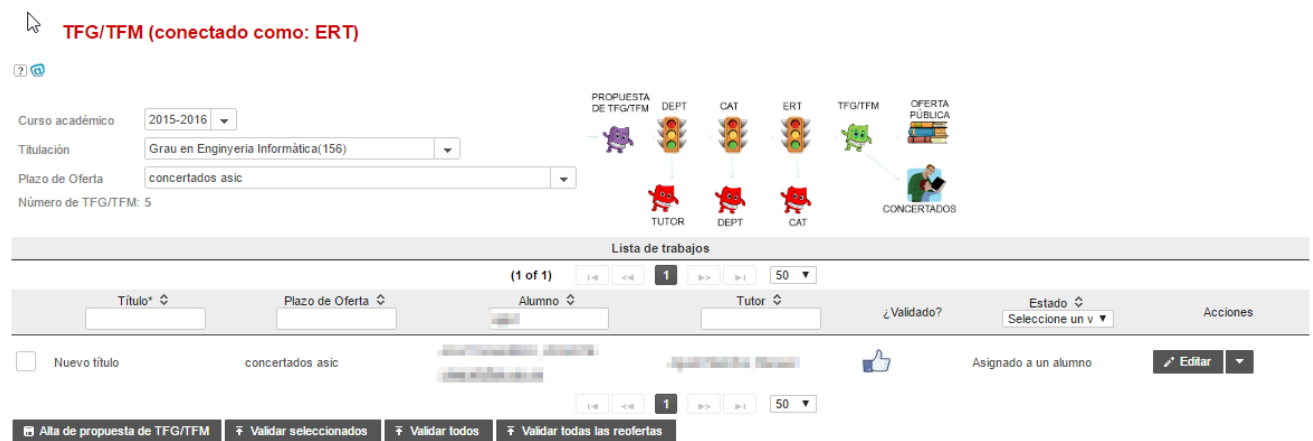 TFG/TFM (conectado como: ERT)
?
Curso académico 2015-2016
Titulación Grau en Enginyeria Informàtica(156)
Plazo de Oferta concertados asic
Número de TFG/TFM: 5
PROPUESTA
DE TFG/TFM
DEPT
CAT
ERT
TFG/TFM
OFERTA
PÚBLICA
TUTOR
DEPT
CAT
CONCERTADOS
Lista de trabajos
(1 of 1) 1 50
Título* Plazo de Oferta Alumno Tutor ¿Validado? Estado Acciones
Seleccione un v
Nuevo título concertados asic Asignado a un alumno Editar
1 50
Alta de propuesta de TFG/TFM Validar seleccionados Validar todos Validar todas las reofertas